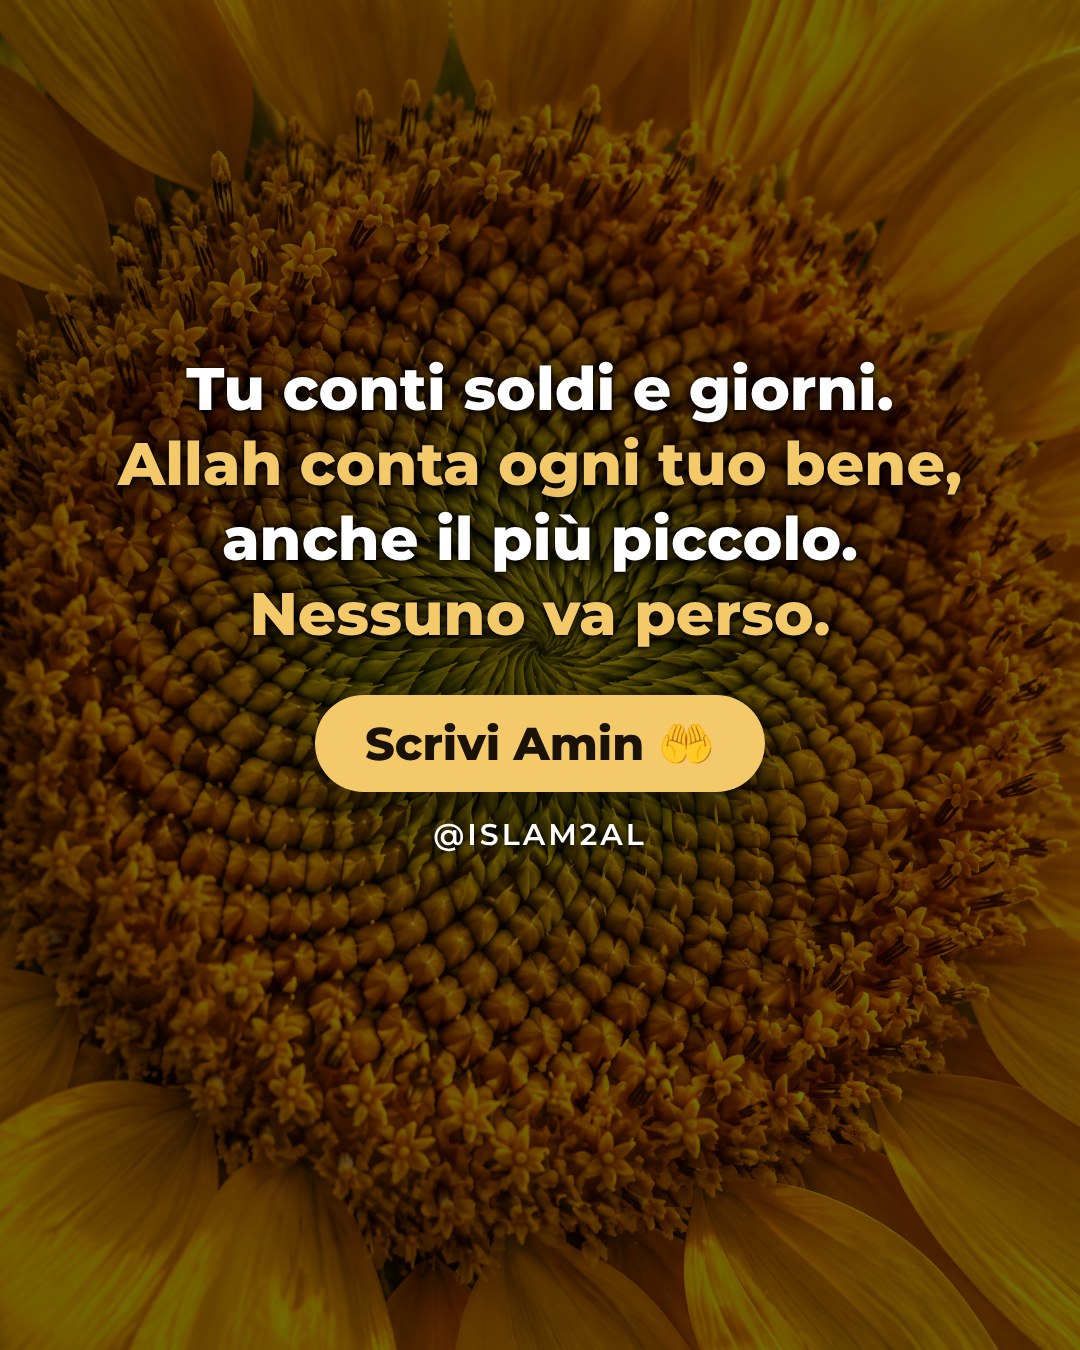 Tu conti soldi e giorni.
Allah conta ogni tuo bene,
anche il più piccolo.
Nessuno va perso.
Scrivi Amin 🤲
@ISLAM2AL